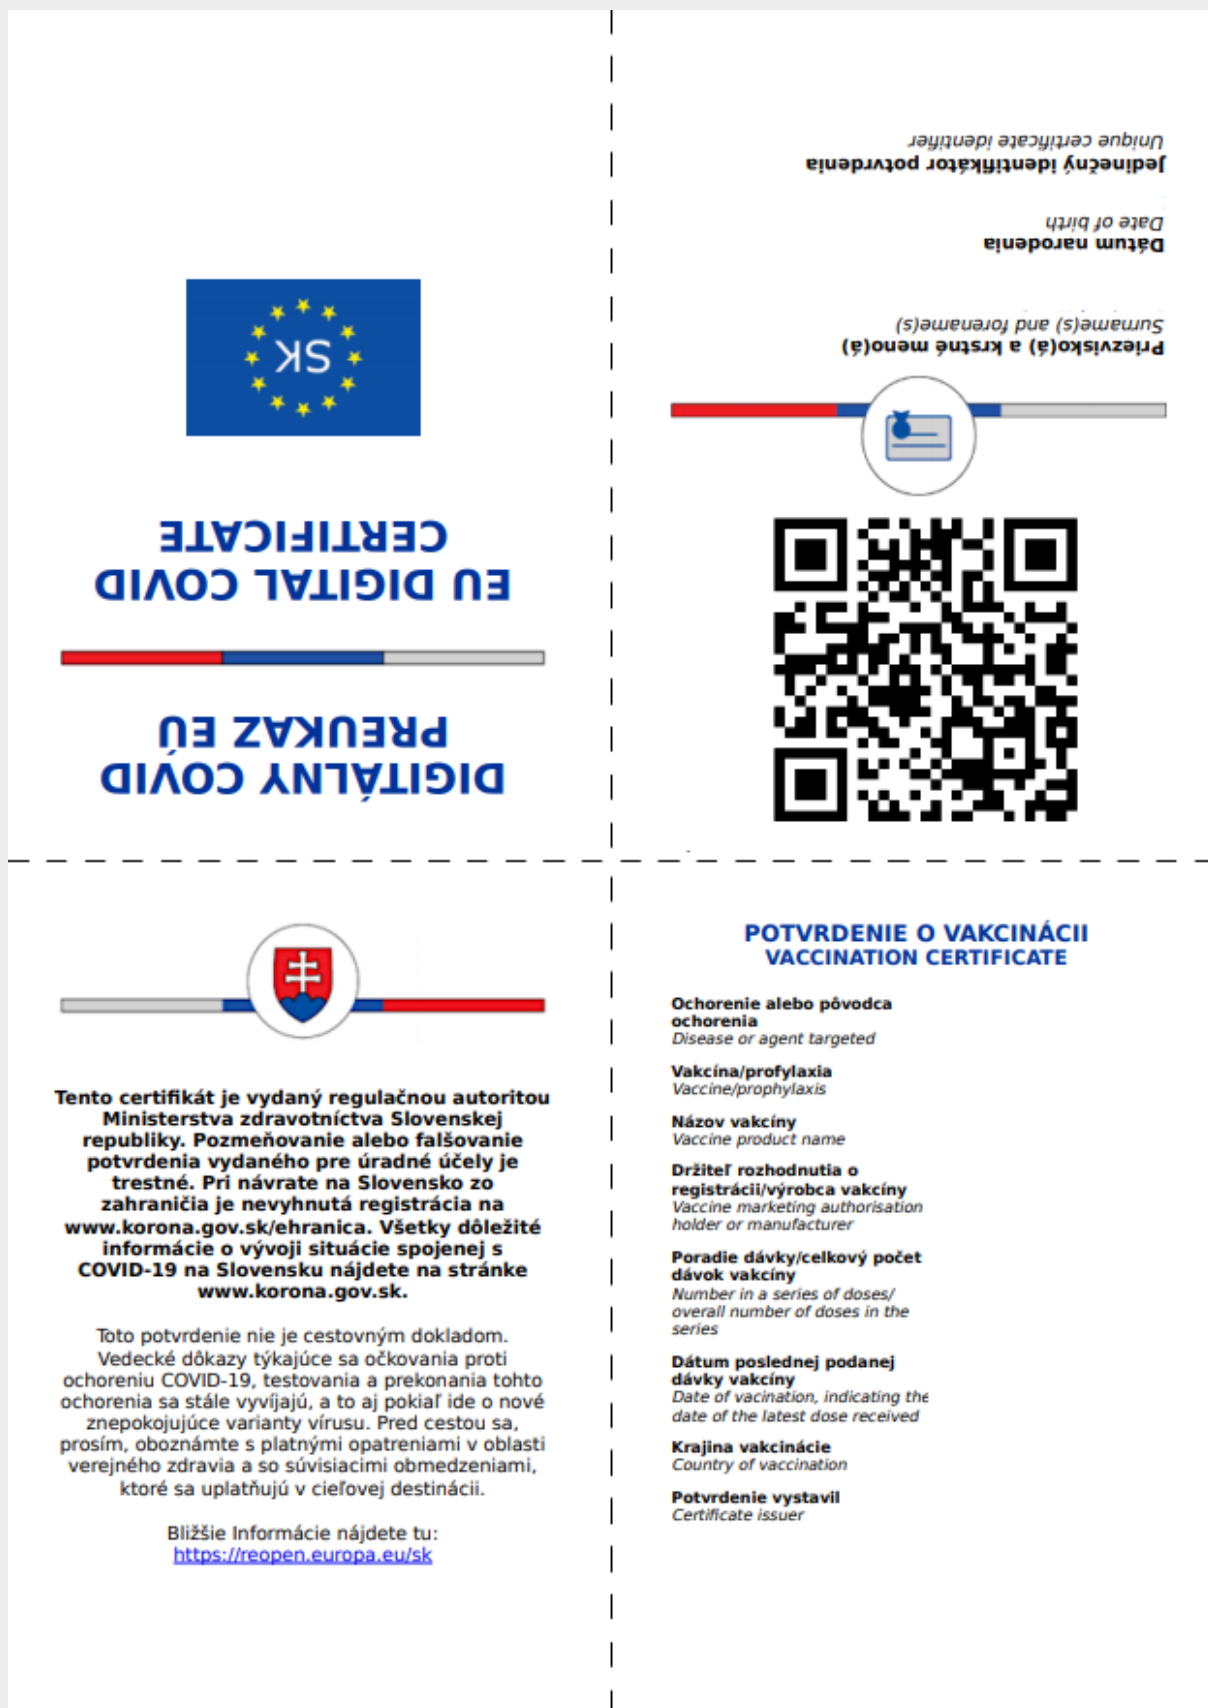 SK
EU DIGITAL COVID
CERTIFICATE
DIGITÁLNY COVID
PREUKAZ EÚ
Priezvisko(á) a krstné meno(á)
Surname(s) and forename(s)
Dátum narodenia
Date of birth
Jedinečný identifikátor potvrdenia
Unique certificate identifier
Tento certifikát je vydaný regulačnou autoritou
Ministerstva zdravotníctva Slovenskej
republiky. Pozmeňovanie alebo falšovanie
potvrdenia vydaného pre úradné účely je
trestné. Pri návrate na Slovensko zo
zahraničia je nevyhnutá registrácia na
www.korona.gov.sk/ehranica. Všetky dôležité
informácie o vývoji situácie spojenej s
COVID-19 na Slovensku nájdete na stránke
www.korona.gov.sk.
Toto potvrdenie nie je cestovným dokladom.
Vedecké dôkazy týkajúce sa očkovania proti
ochoreniu COVID-19, testovania a prekonania tohto
ochorenia sa stále vyvíjajú, a to aj pokiaľ ide o nové
znepokojujúce varianty vírusu. Pred cestou sa,
prosím, oboznámte s platnými opatreniami v oblasti
verejného zdravia a so súvisiacimi obmedzeniami,
ktoré sa uplatňujú v cieľovej destinácii.
Bližšie Informácie nájdete tu:
https://reopen.europa.eu/sk
POTVRDENIE O VAKCINÁCII
VACCINATION CERTIFICATE
Ochorenie alebo pôvodca
ochorenia
Disease or agent targeted
Vakcína/profylaxia
Vaccine/prophylaxis
Názov vakcíny
Vaccine product name
Držiteľ rozhodnutia o
registrácii/výrobca vakcíny
Vaccine marketing authorisation
holder or manufacturer
Poradie dávky/celkový počet
dávok vakcíny
Number in a series of doses/
overall number of doses in the
series
Dátum poslednej podanej
dávky vakcíny
Date of vacination, indicating the
date of the latest dose received
Krajina vakcinácie
Country of vaccination
Potvrdenie vystavil
Certificate issuer